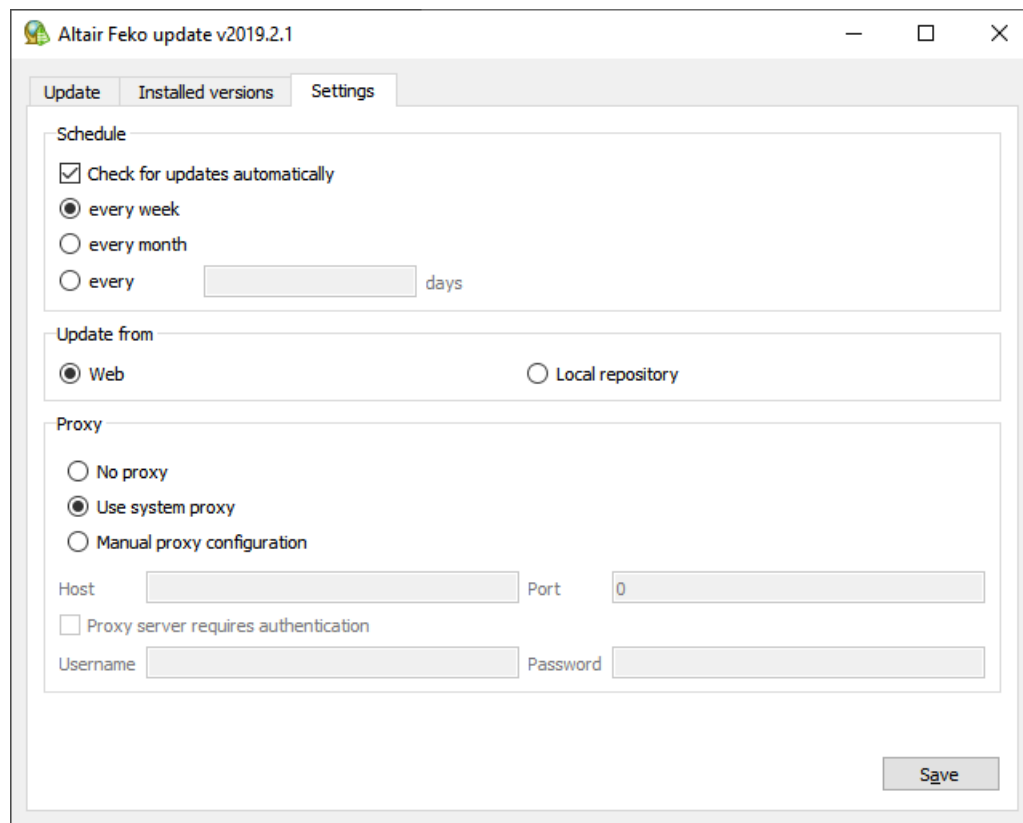 Altair Feko update v2019.2.1
Update Installed versions Settings
Schedule
Check for updates automatically
every week
every month
every days
Update from
Web Local repository
Proxy
No proxy
Use system proxy
Manual proxy configuration
Host Port 0
Proxy server requires authentication
Username Password
Save